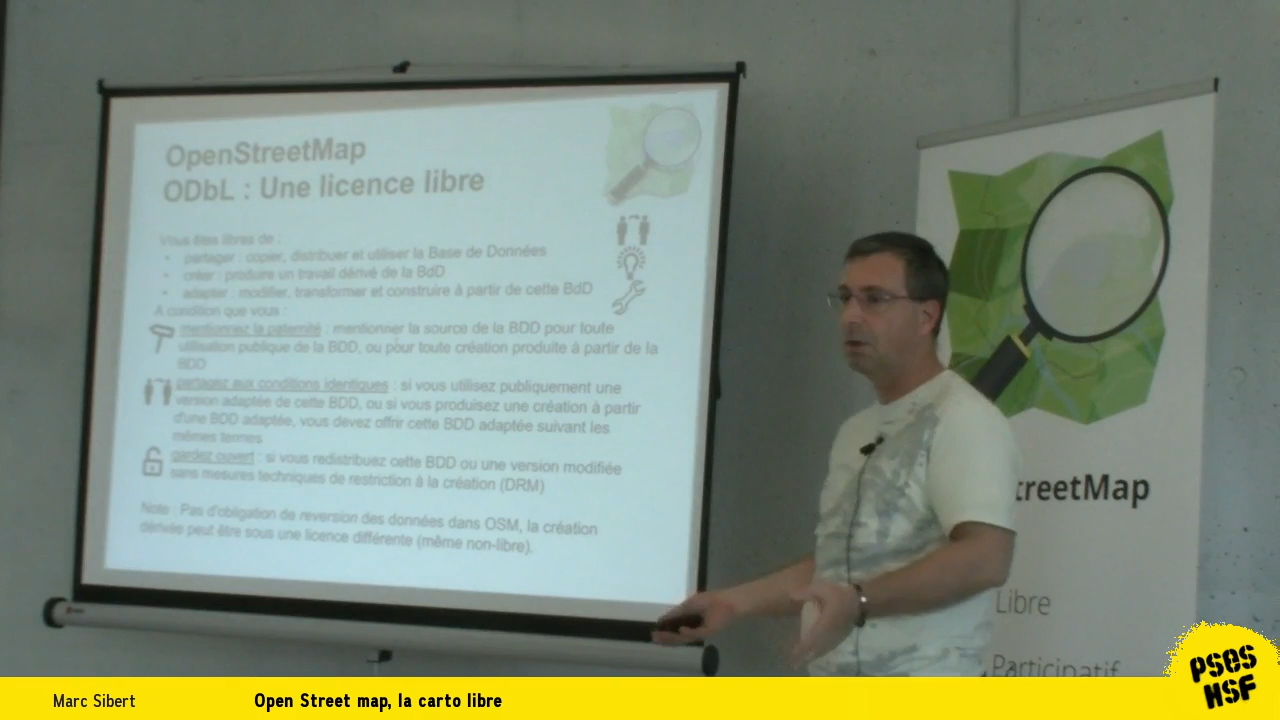 OpenStreetMap
ODbL : Une licence libre
Vous êtes libres de :
• partager : copier, distribuer et utiliser la Base de Données
• créer : produire un travail dérivé de la BdD
• adapter : modifier, transformer et construire à partir de cette BdD
A condition que vous :
mentionnez la paternité : mentionner la source de la BDD pour toute
utilisation publique de la BDD, ou pour toute création produite à partir de la
BDD
partagez aux conditions identiques : si vous utilisez publiquement une
version adaptée de cette BDD, ou si vous produisez une création à partir
d'une BDD adaptée, vous devez offrir cette BDD adaptée suivant les
mêmes termes
gardez ouvert : si vous redistribuez cette BDD ou une version modifiée
sans mesures techniques de restriction à la création (DRM)
Note : Pas d'obligation de reversion des données dans OSM, la création
dérivée peut être sous une licence différente (même non-libre).
treetMap
Libre
Participatif
Marc Sibert
Open Street map, la carto libre
PSES
HSF